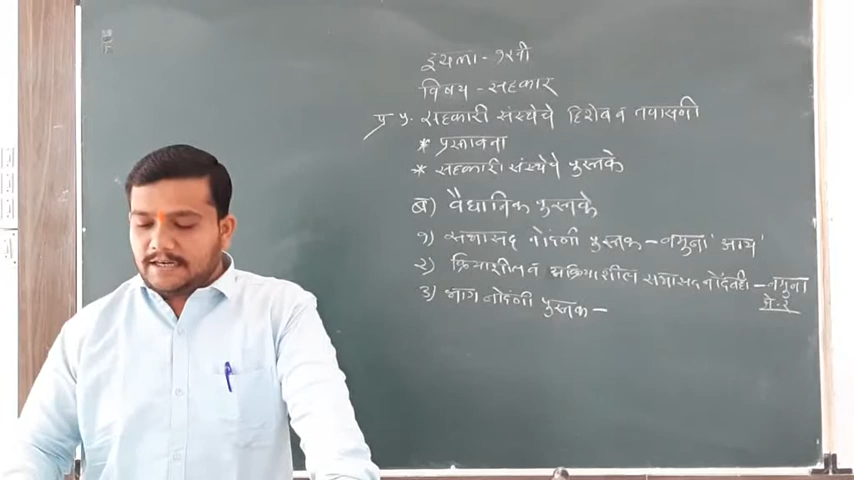 इयत्ता - १२वी
विषय - सहकार
प्र ५. सहकारी संस्थेचे हिशेब व तपासणी
* प्रस्तावना
* सहकारी संस्थेचे पुस्तके
ब) वैधानिक पुस्तके
१) सभासद नोंदणी पुस्तक - नमुना 'आय'
२) क्रियाशील व अक्रियाशील सभासद नोंदवही - नमुना
जे-२
३) भाग नोंदणी पुस्तक -